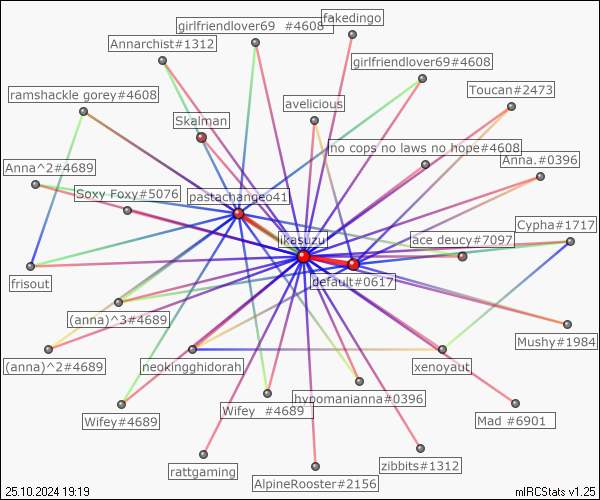 girlfriendlover69  #4608
fakedingo
Annarchist#1312
girlfriendlover69#4608
Toucan#2473
ramshackle gorey#4608
avelicious
Skalman
no cops no laws no hope#4608
Anna^2#4689
Anna.#0396
Soxy Foxy#5076
pastachangeo41
Cypha#1717
likasuzu
ace deucy#7097
frisout
default#0617
(anna)^3#4689
Mushy#1984
(anna)^2#4689
neokingghidorah
xenoyaut
hypomanianna#0396
Wifey#4689
Wifey  #4689
Mad #6901
rattgaming
zibbits#1312
AlpineRooster#2156
25.10.2024 19:19
mIRCStats v1.25